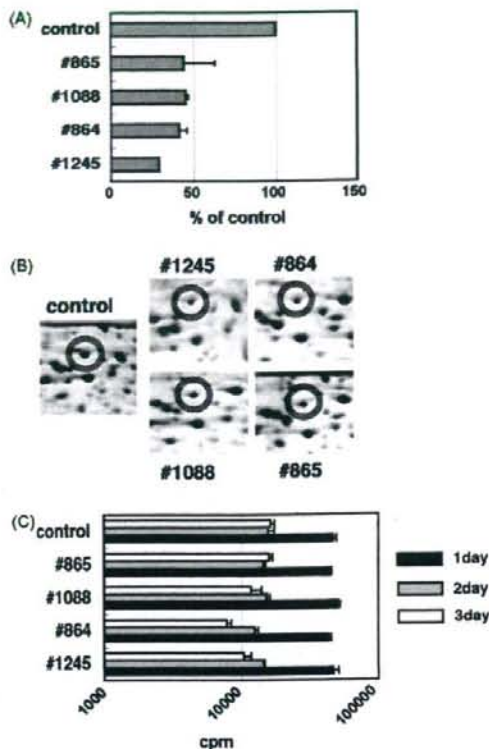 (A)
control
#865
#1088
#864
#1245
0 50 100 150
% of control
(B)
control
#1245
#864
#1088
#865
(C)
control
#865
#1088
#864
#1245
1000 10000 100000
cpm
1day
2day
3day